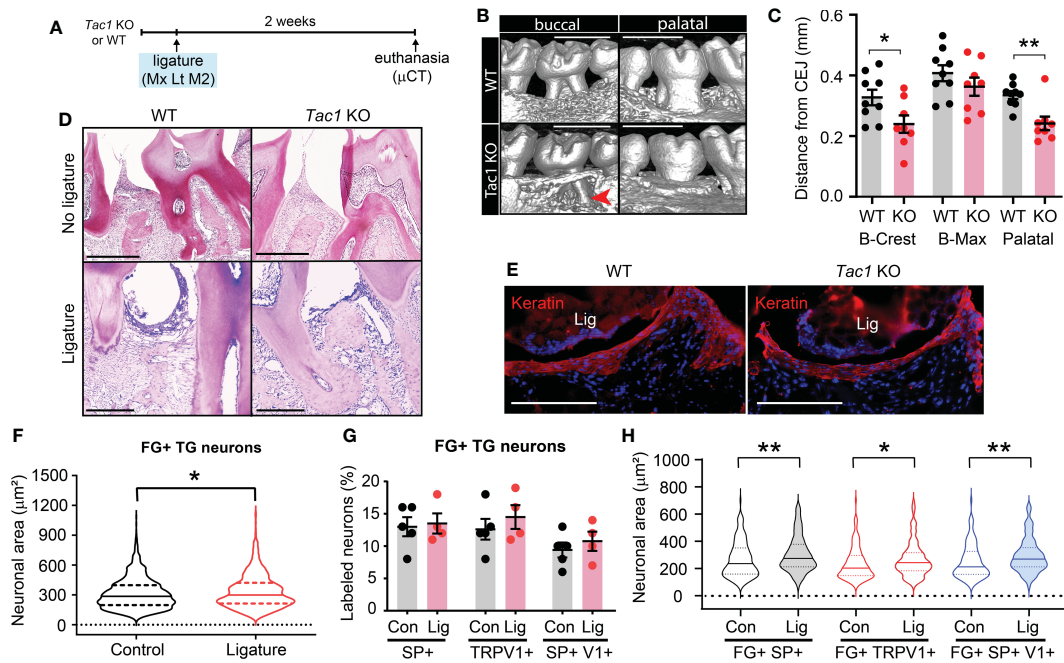 A
Tac1 KO
or WT
2 weeks
ligature
(Mx Lt M2)
euthanasia
(μCT)
B
buccal
palatal
WT
Tac1 KO
C
Distance from CEJ (mm)
0.6
0.4
0.2
0.0
*
**
WT KO WT KO WT KO
B-Crest B-Max Palatal
D
WT
Tac1 KO
No ligature
Ligature
E
WT
Tac1 KO
Keratin
Lig
Keratin
Lig
F
FG+ TG neurons
Neuronal area (μm²)
1500
1200
900
600
300
0
*
Control
Ligature
G
FG+ TG neurons
Labeled neurons (%)
20
15
10
5
0
Con Lig Con Lig Con Lig
SP+ TRPV1+ SP+ V1+
H
Neuronal area (μm²)
1000
800
600
400
200
0
**
*
**
Con Lig Con Lig Con Lig
FG+ SP+ FG+ TRPV1+ FG+ SP+ V1+